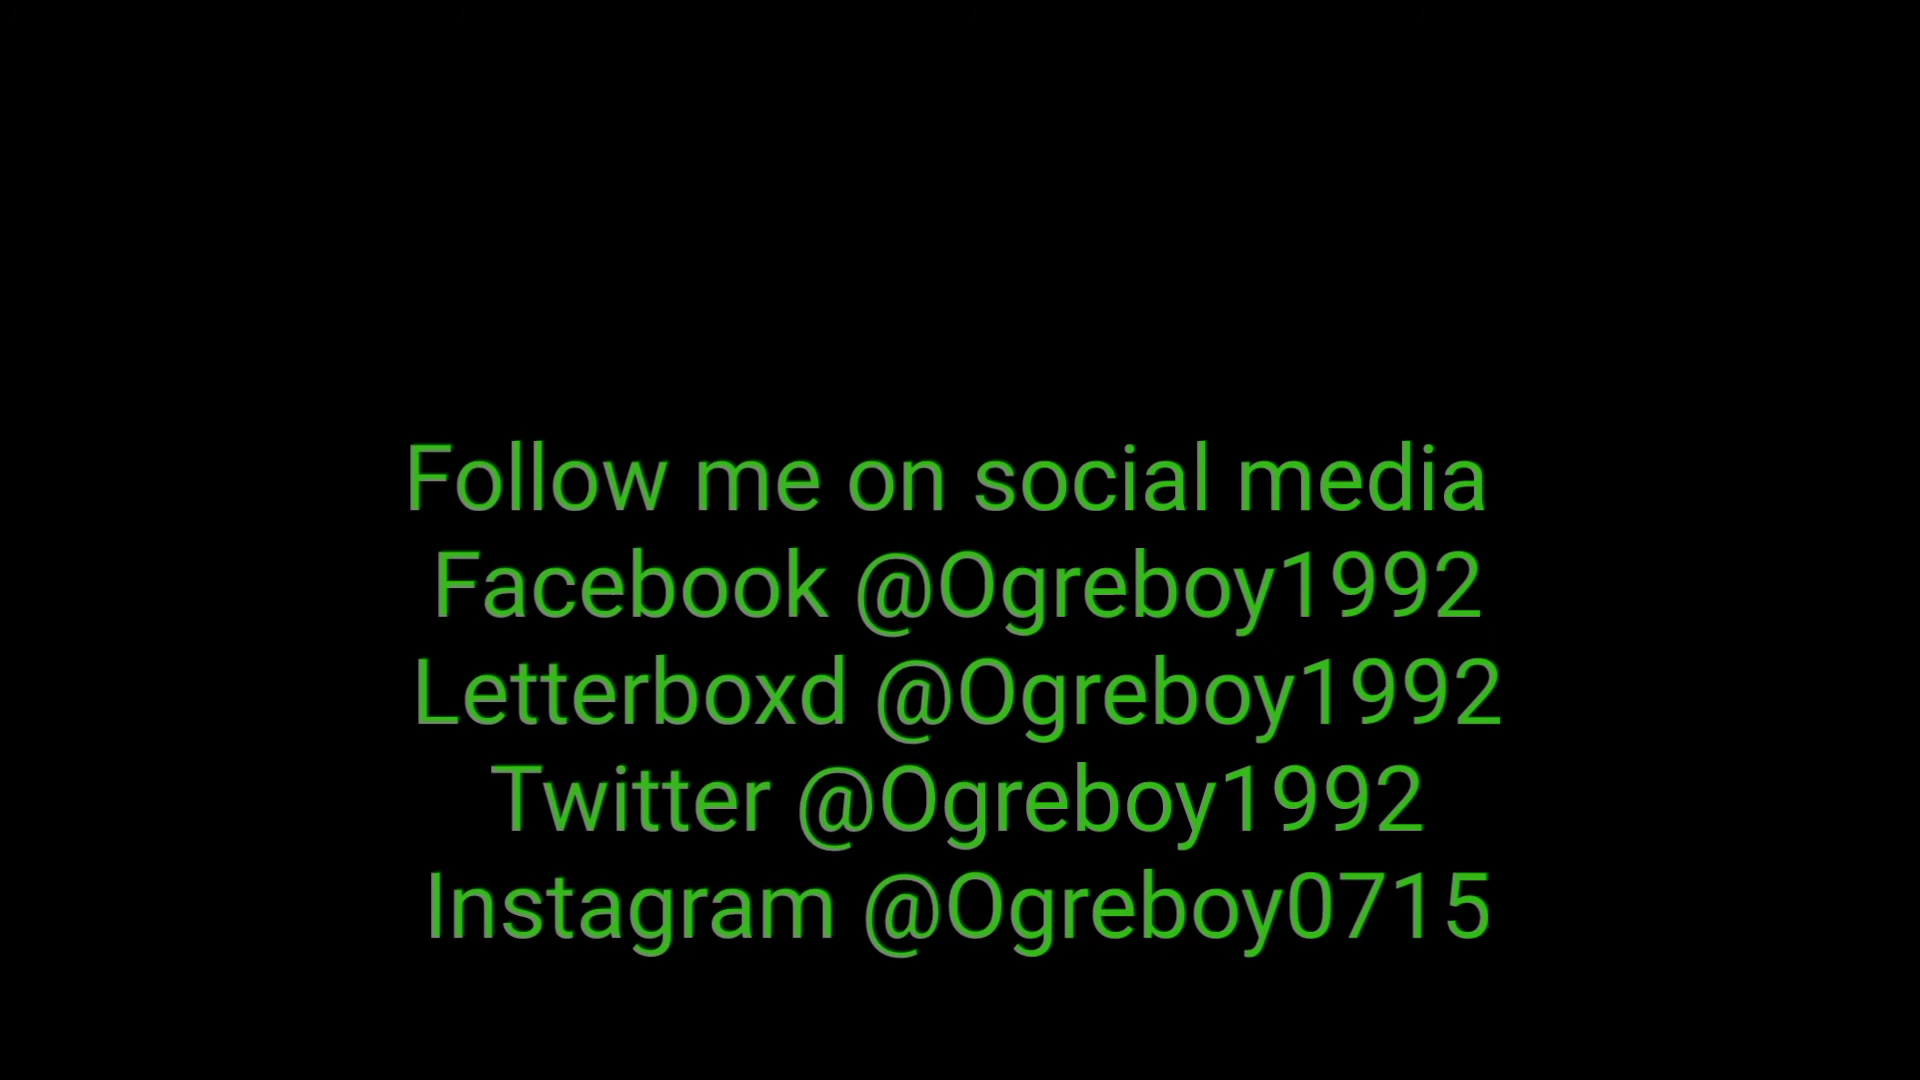 Follow me on social media
Facebook @Ogreboy1992
Letterboxd @Ogreboy1992
Twitter @Ogreboy1992
Instagram @Ogreboy0715